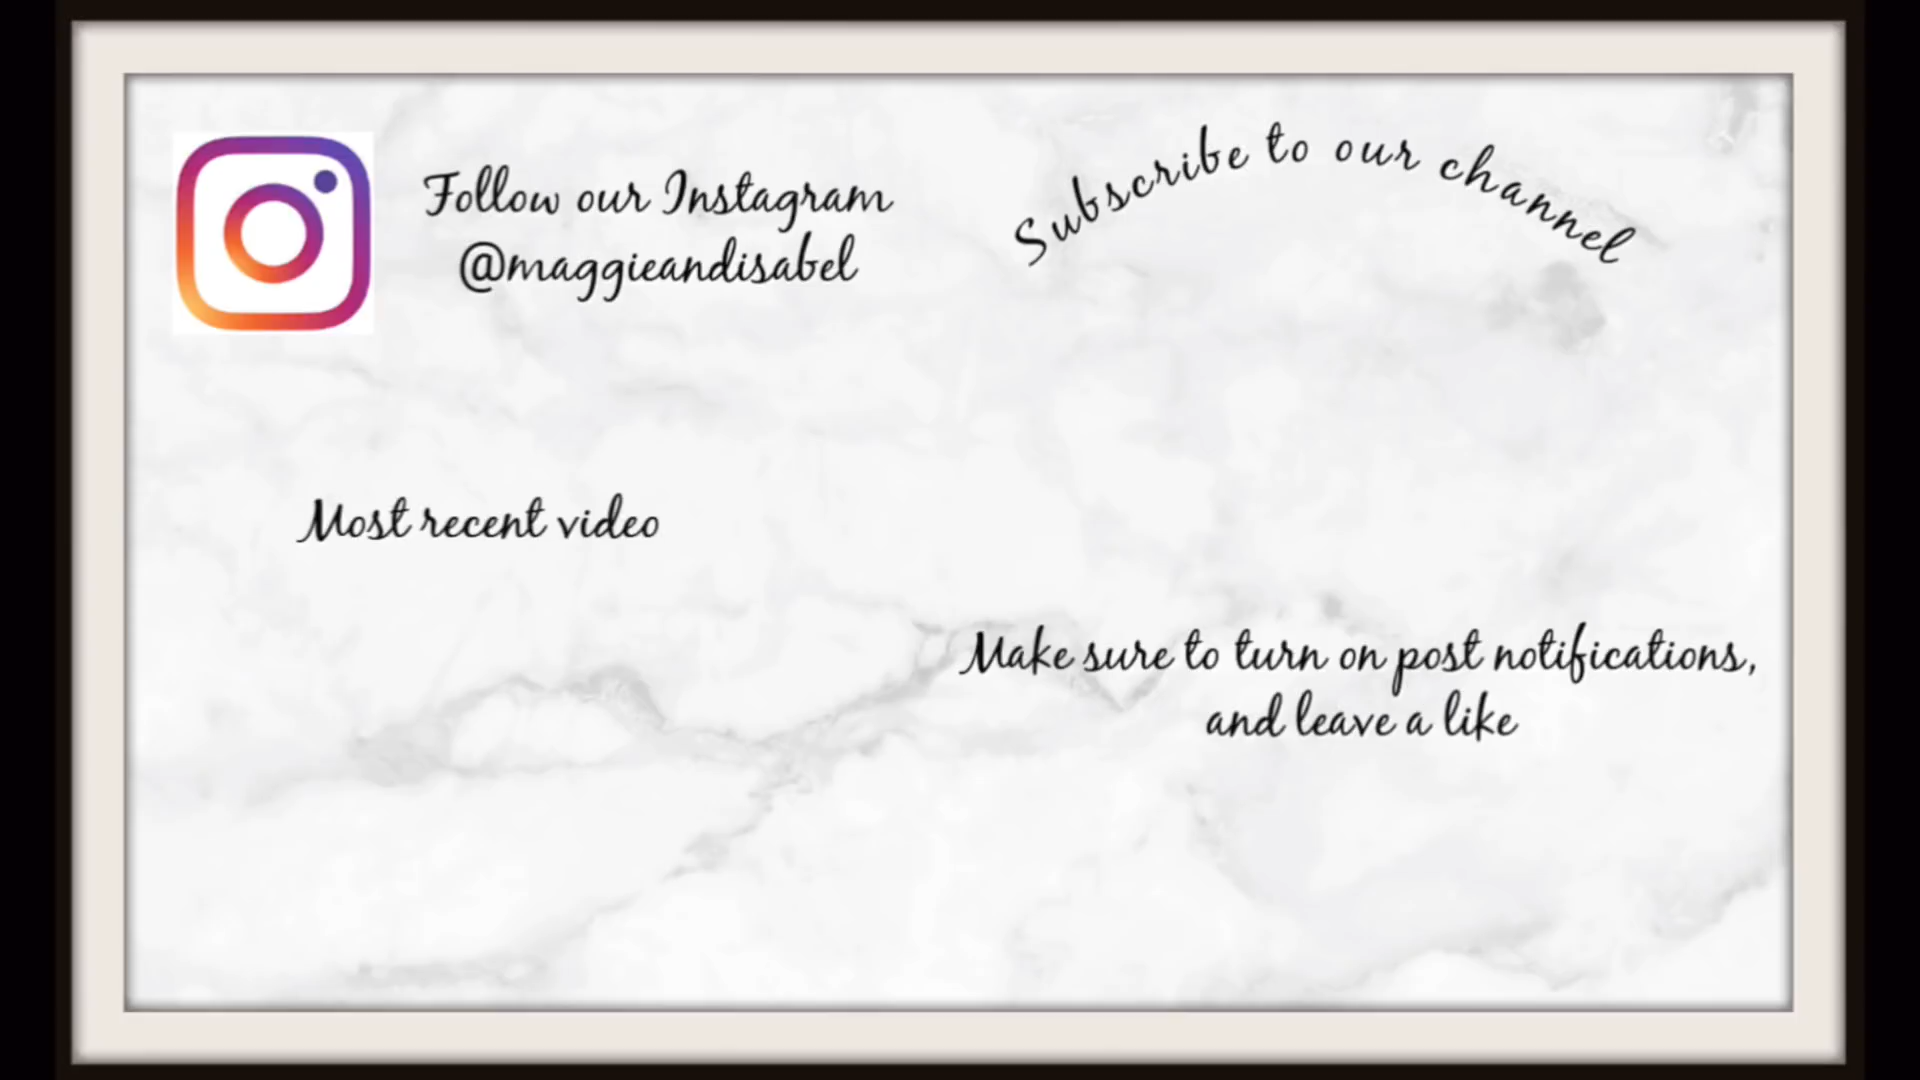 Follow our Instagram
@maggieandisabel
Subscribe to our channel
Most recent video
Make sure to turn on post notifications,
and leave a like